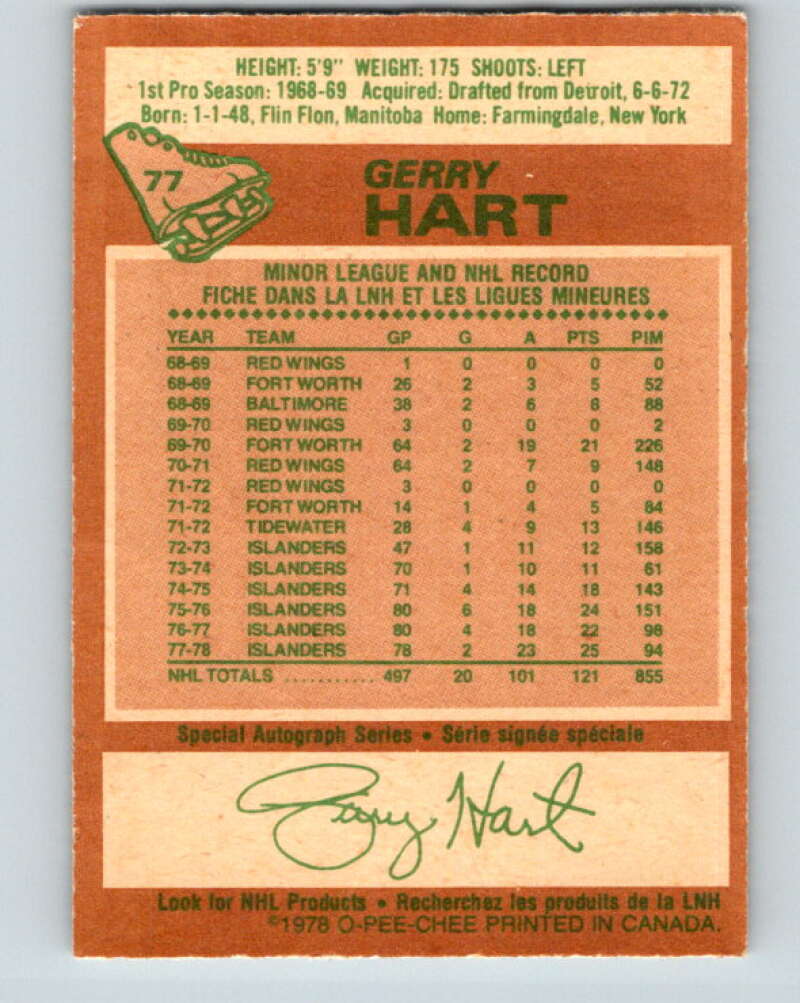 HEIGHT: 5'9" WEIGHT: 175 SHOOTS: LEFT
1st Pro Season: 1968-69 Acquired: Drafted from Detroit, 6-6-72
Born: 1-1-48, Flin Flon, Manitoba Home: Farmingdale, New York
77
GERRY
HART
MINOR LEAGUE AND NHL RECORD
FICHE DANS LA LNH ET LES LIGUES MINEURES
YEAR TEAM GP G A PTS PIM
68-69 RED WINGS 1 0 0 0 0
68-69 FORT WORTH 26 2 3 5 52
68-69 BALTIMORE 38 2 6 8 88
69-70 RED WINGS 3 0 0 0 2
69-70 FORT WORTH 64 2 19 21 226
70-71 RED WINGS 64 2 7 9 148
71-72 RED WINGS 3 0 0 0 0
71-72 FORT WORTH 14 1 4 5 84
71-72 TIDEWATER 28 4 9 13 146
72-73 ISLANDERS 47 1 11 12 158
73-74 ISLANDERS 70 1 10 11 61
74-75 ISLANDERS 71 4 14 18 143
75-76 ISLANDERS 80 6 18 24 151
76-77 ISLANDERS 80 4 18 22 98
77-78 ISLANDERS 78 2 23 25 94
NHL TOTALS ........... 497 20 101 121 855
Special Autograph Series • Série signée spéciale
Gerry Hart
Look for NHL Products • Recherchez les produits de la LNH
©1978 O-PEE-CHEE PRINTED IN CANADA.